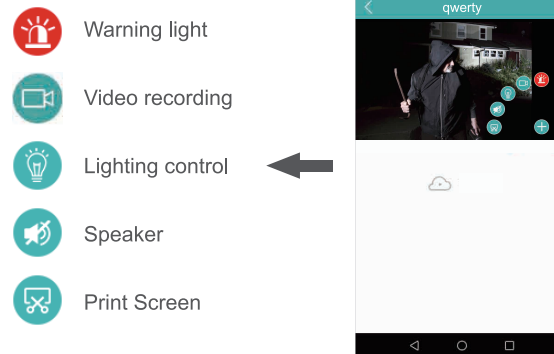 Warning light
Video recording
Lighting control
Speaker
Print Screen
qwerty